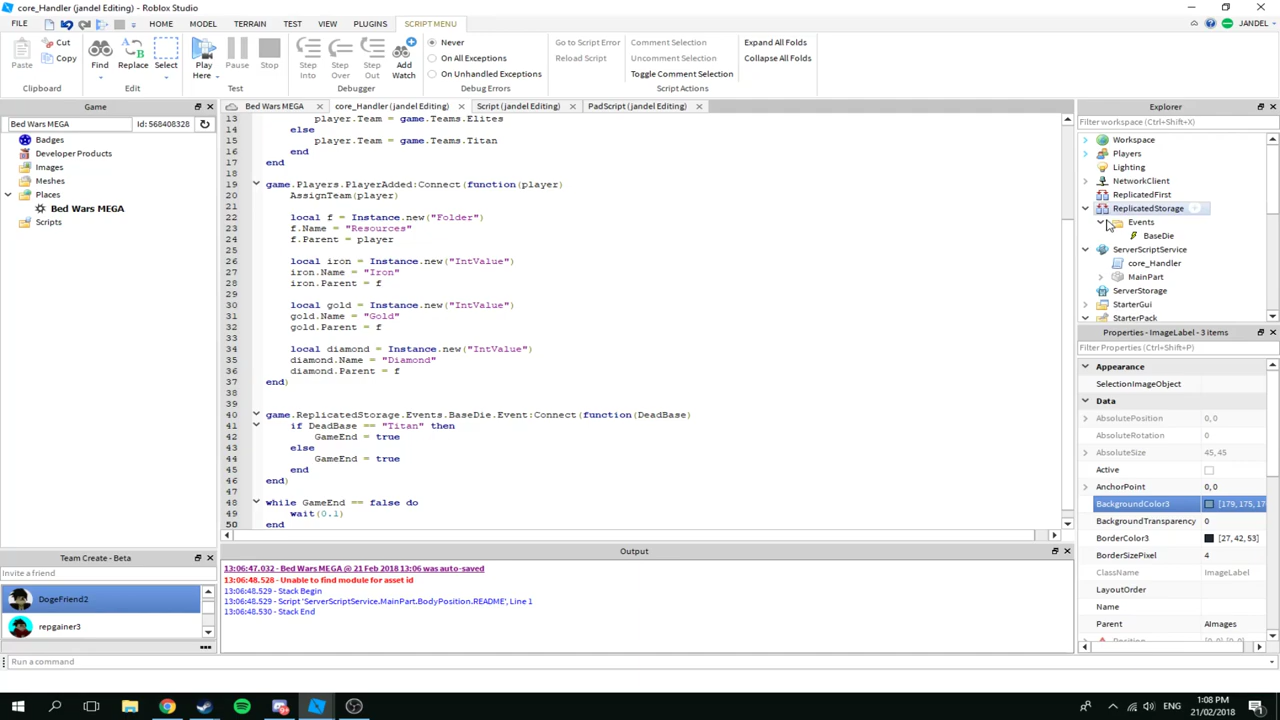 core_Handler (jandel Editing) - Roblox Studio
FILE HOME MODEL TERRAIN TEST VIEW PLUGINS SCRIPT MENU JANDEL
Paste Cut Copy Clipboard
Find Replace Select Edit
Play Here Pause Stop Test
Step Into Step Over Step Out Add Watch Debugger
Never
On All Exceptions
On Unhandled Exceptions
Debug Errors
Go to Script Error
Reload Script
Comment Selection
Uncomment Selection
Toggle Comment Selection
Expand All Folds
Collapse All Folds
Script Actions
Game
Bed Wars MEGA Id: 568408328
Badges
Developer Products
Images
Meshes
Places
Bed Wars MEGA
Scripts
Team Create - Beta
Invite a friend
DogeFriend2
repgainer3
Bed Wars MEGA core_Handler (jandel Editing) Script (jandel Editing) PadScript (jandel Editing)
13 player.Team = game.Teams.Elites
14 else
15 player.Team = game.Teams.Titan
16 end
17 end
18
19 game.Players.PlayerAdded:Connect(function(player)
20 AssignTeam(player)
21
22 local f = Instance.new("Folder")
23 f.Name = "Resources"
24 f.Parent = player
25
26 local iron = Instance.new("IntValue")
27 iron.Name = "Iron"
28 iron.Parent = f
29
30 local gold = Instance.new("IntValue")
31 gold.Name = "Gold"
32 gold.Parent = f
33
34 local diamond = Instance.new("IntValue")
35 diamond.Name = "Diamond"
36 diamond.Parent = f
37 end)
38
39
40 game.ReplicatedStorage.Events.BaseDie.Event:Connect(function(DeadBase)
41 if DeadBase == "Titan" then
42 GameEnd = true
43 else
44 GameEnd = true
45 end
46 end)
47
48 while GameEnd == false do
49 wait(0.1)
50 end
Output
13:06:47.032 - Bed Wars MEGA @ 21 Feb 2018 13:06 was auto-saved
13:06:48.528 - Unable to find module for asset id
13:06:48.529 - Stack Begin
13:06:48.529 - Script 'ServerScriptService.MainPart.BodyPosition.README', Line 1
13:06:48.530 - Stack End
Explorer
Filter workspace (Ctrl+Shift+X)
Workspace
Players
Lighting
NetworkClient
ReplicatedFirst
ReplicatedStorage
Events
BaseDie
ServerScriptService
core_Handler
MainPart
ServerStorage
StarterGui
StarterPack
Properties - ImageLabel - 3 items
Filter Properties (Ctrl+Shift+P)
Appearance
SelectionImageObject
Data
AbsolutePosition 0, 0
AbsoluteRotation 0
AbsoluteSize 45, 45
Active
AnchorPoint 0, 0
BackgroundColor3 [179, 175, 17
BackgroundTransparency 0
BorderColor3 [27, 42, 53]
BorderSizePixel 4
ClassName ImageLabel
LayoutOrder
Name
Parent AImages
Run a command
ENG 1:08 PM
21/02/2018